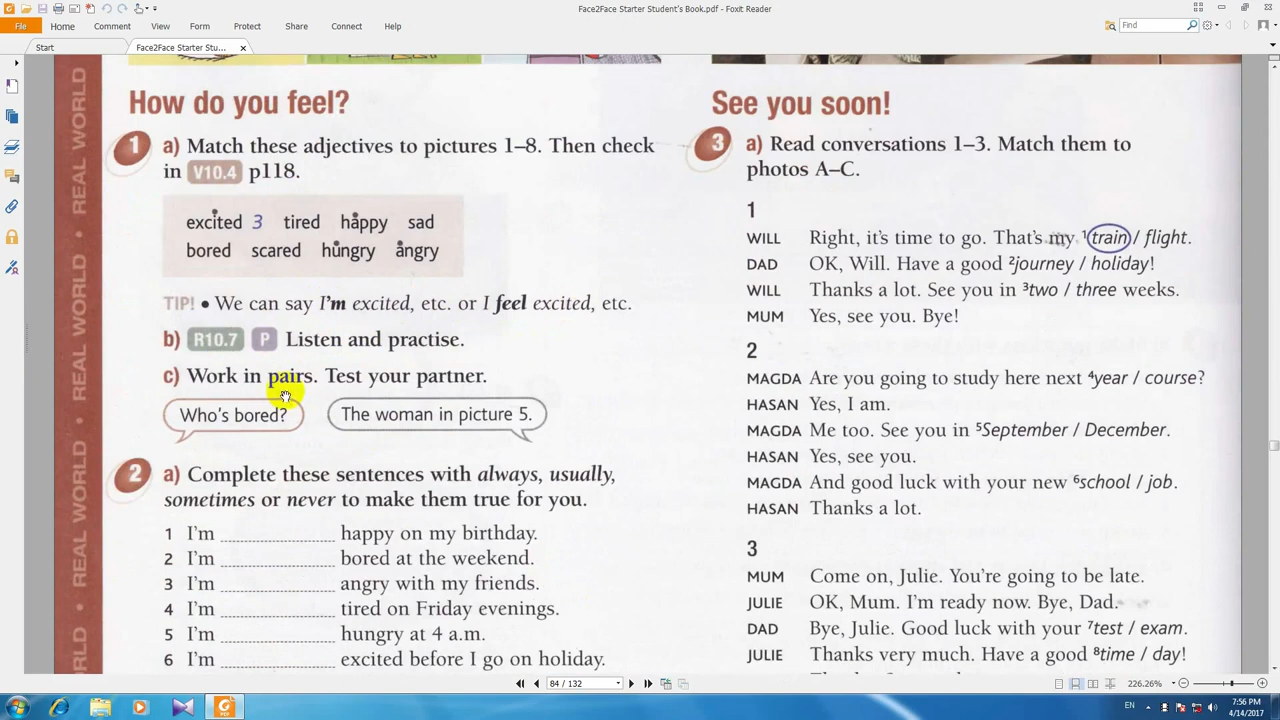 Face2Face Starter Student's Book.pdf - Foxit Reader
File Home Comment View Form Protect Share Connect Help Find
Start Face2Face Starter Stu...
REAL WORLD • REAL WORLD • REAL WORLD • REAL WORLD
How do you feel?
1 a) Match these adjectives to pictures 1–8. Then check
in V10.4 p118.
excited 3 tired happy sad
bored scared hungry angry
TIP! • We can say I'm excited, etc. or I feel excited, etc.
b) R10.7 P Listen and practise.
c) Work in pairs. Test your partner.
Who's bored? The woman in picture 5.
2 a) Complete these sentences with always, usually,
sometimes or never to make them true for you.
1 I'm ____________ happy on my birthday.
2 I'm ____________ bored at the weekend.
3 I'm ____________ angry with my friends.
4 I'm ____________ tired on Friday evenings.
5 I'm ____________ hungry at 4 a.m.
6 I'm ____________ excited before I go on holiday.
See you soon!
3 a) Read conversations 1–3. Match them to
photos A–C.
1
WILL Right, it's time to go. That's my ¹train / flight.
DAD OK, Will. Have a good ²journey / holiday!
WILL Thanks a lot. See you in ³two / three weeks.
MUM Yes, see you. Bye!
2
MAGDA Are you going to study here next ⁴year / course?
HASAN Yes, I am.
MAGDA Me too. See you in ⁵September / December.
HASAN Yes, see you.
MAGDA And good luck with your new ⁶school / job.
HASAN Thanks a lot.
3
MUM Come on, Julie. You're going to be late.
JULIE OK, Mum. I'm ready now. Bye, Dad.
DAD Bye, Julie. Good luck with your ⁷test / exam.
JULIE Thanks very much. Have a good ⁸time / day!
84 / 132 226.26%
EN 7:56 PM
4/14/2017